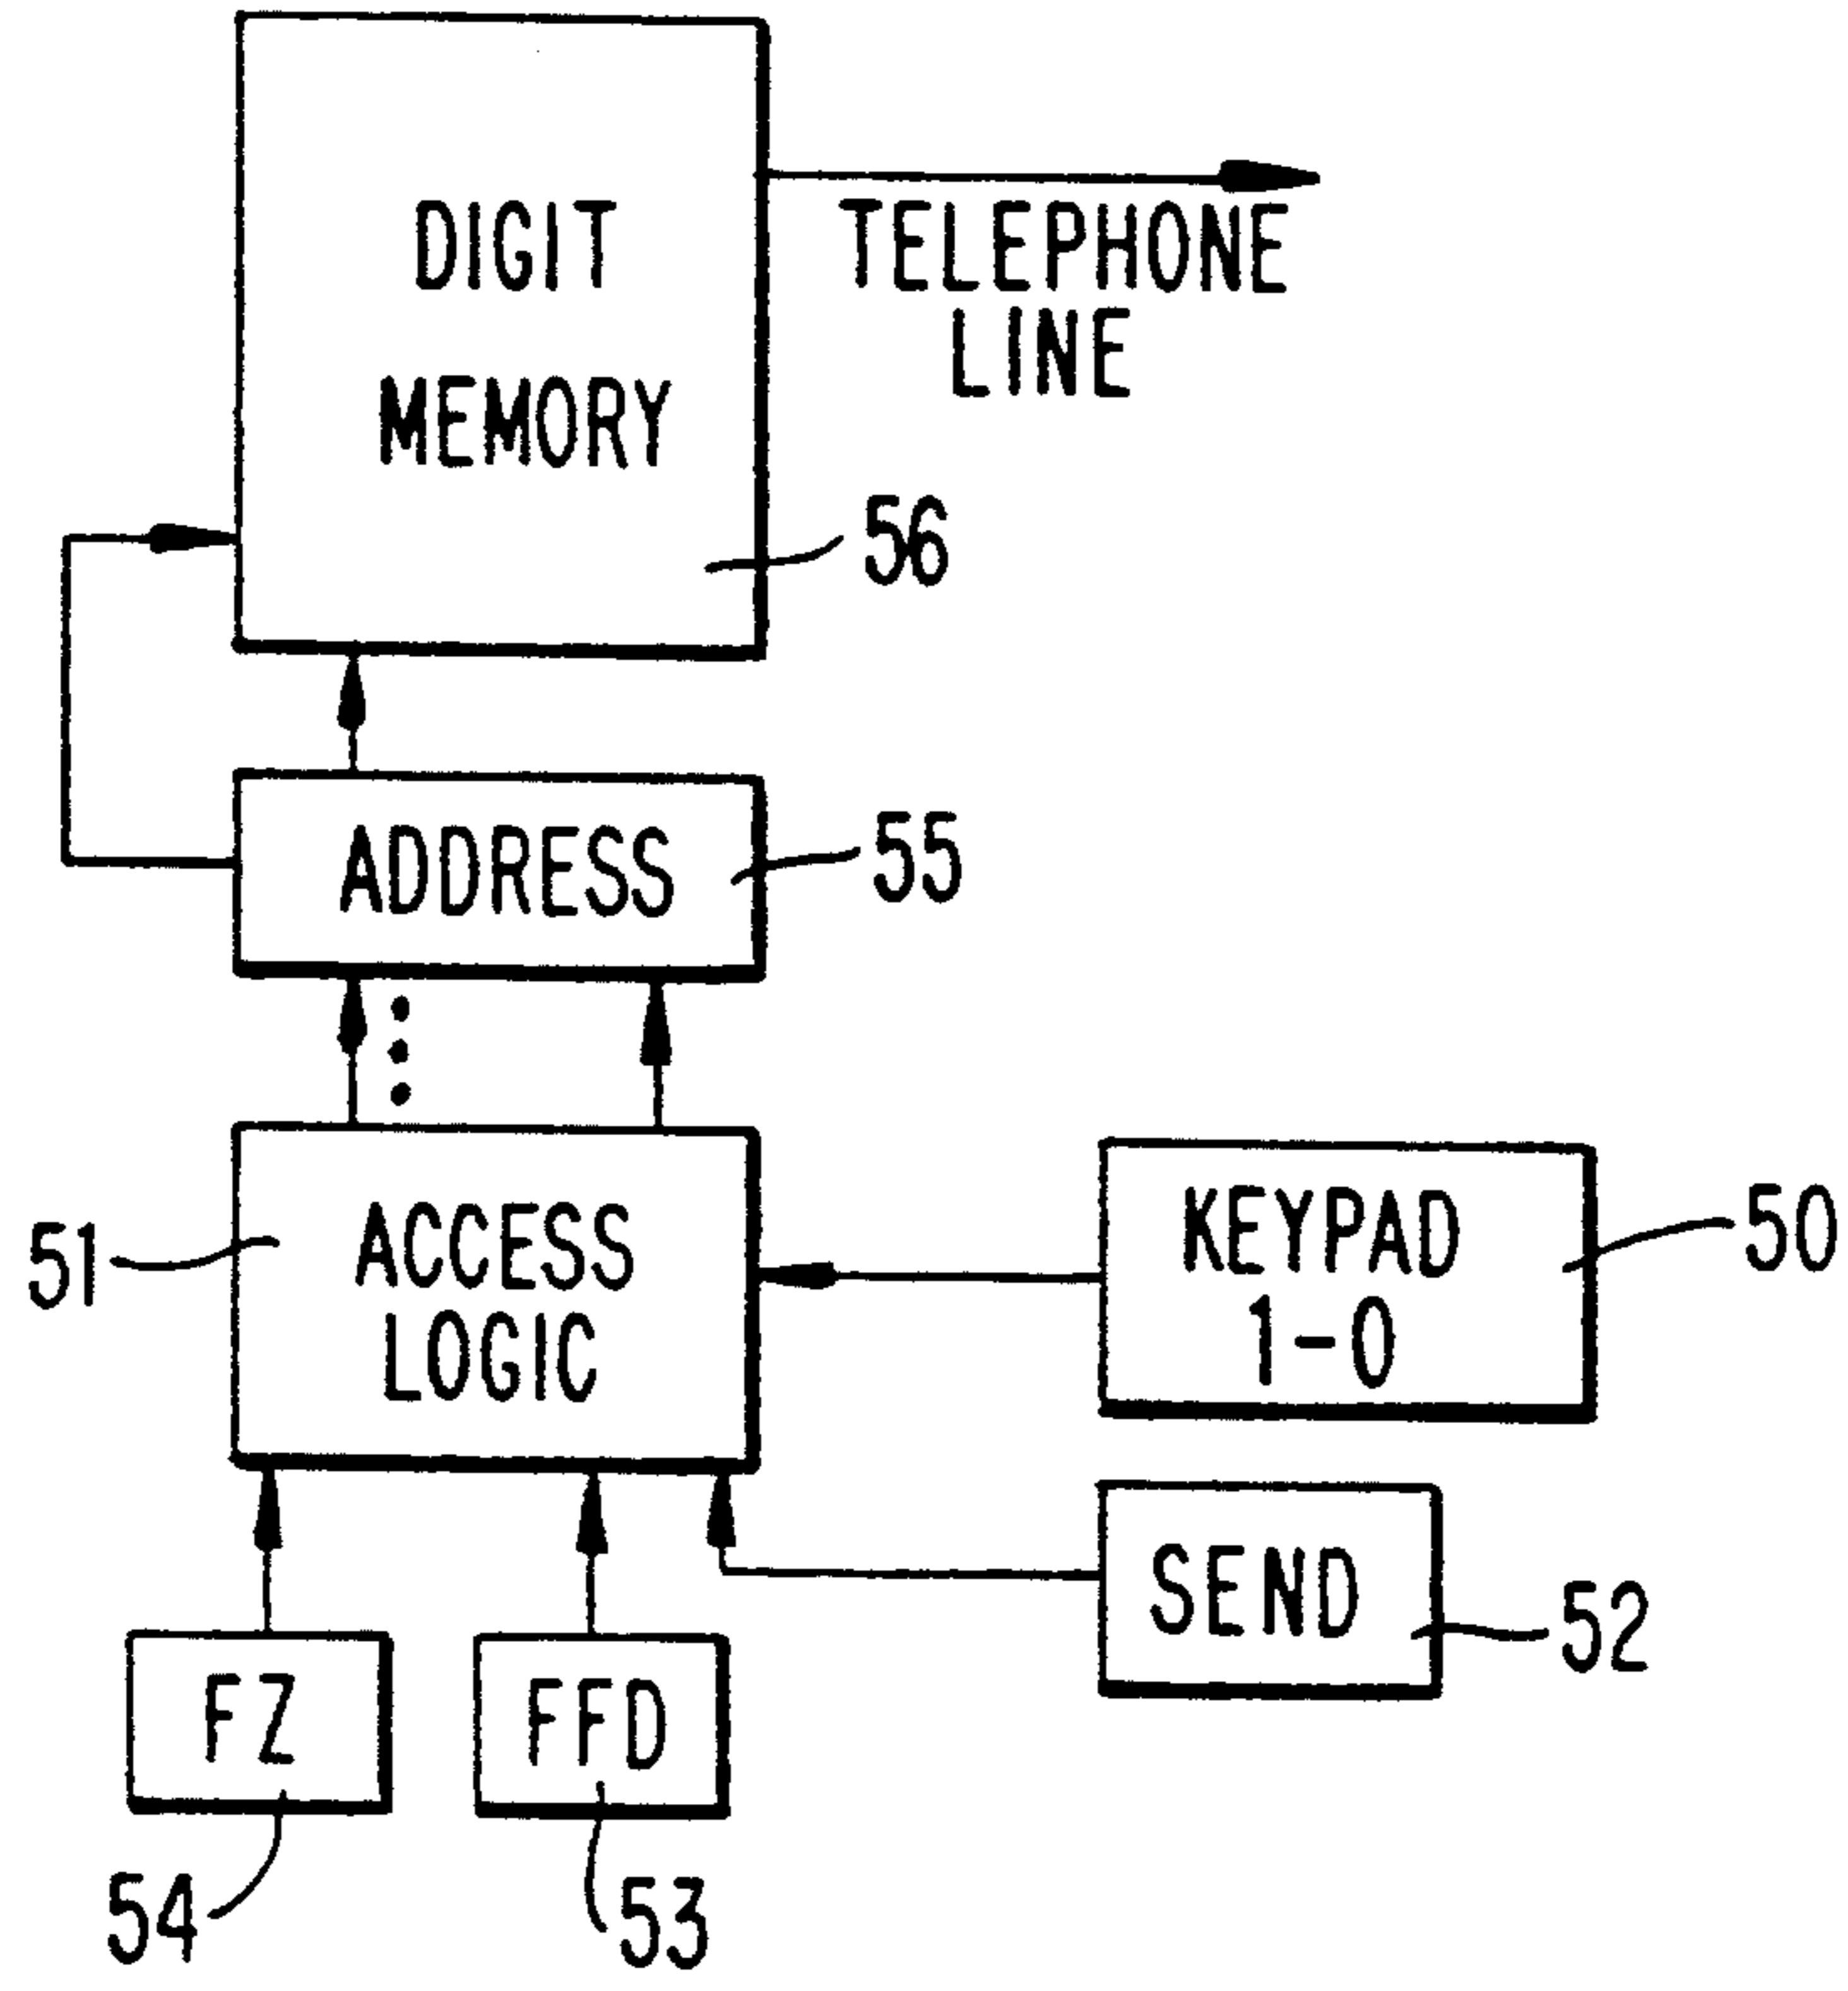 DIGIT
MEMORY
TELEPHONE
LINE
56
ADDRESS
55
51
ACCESS
LOGIC
KEYPAD
1-0
50
SEND
52
FZ
FFD
54
53